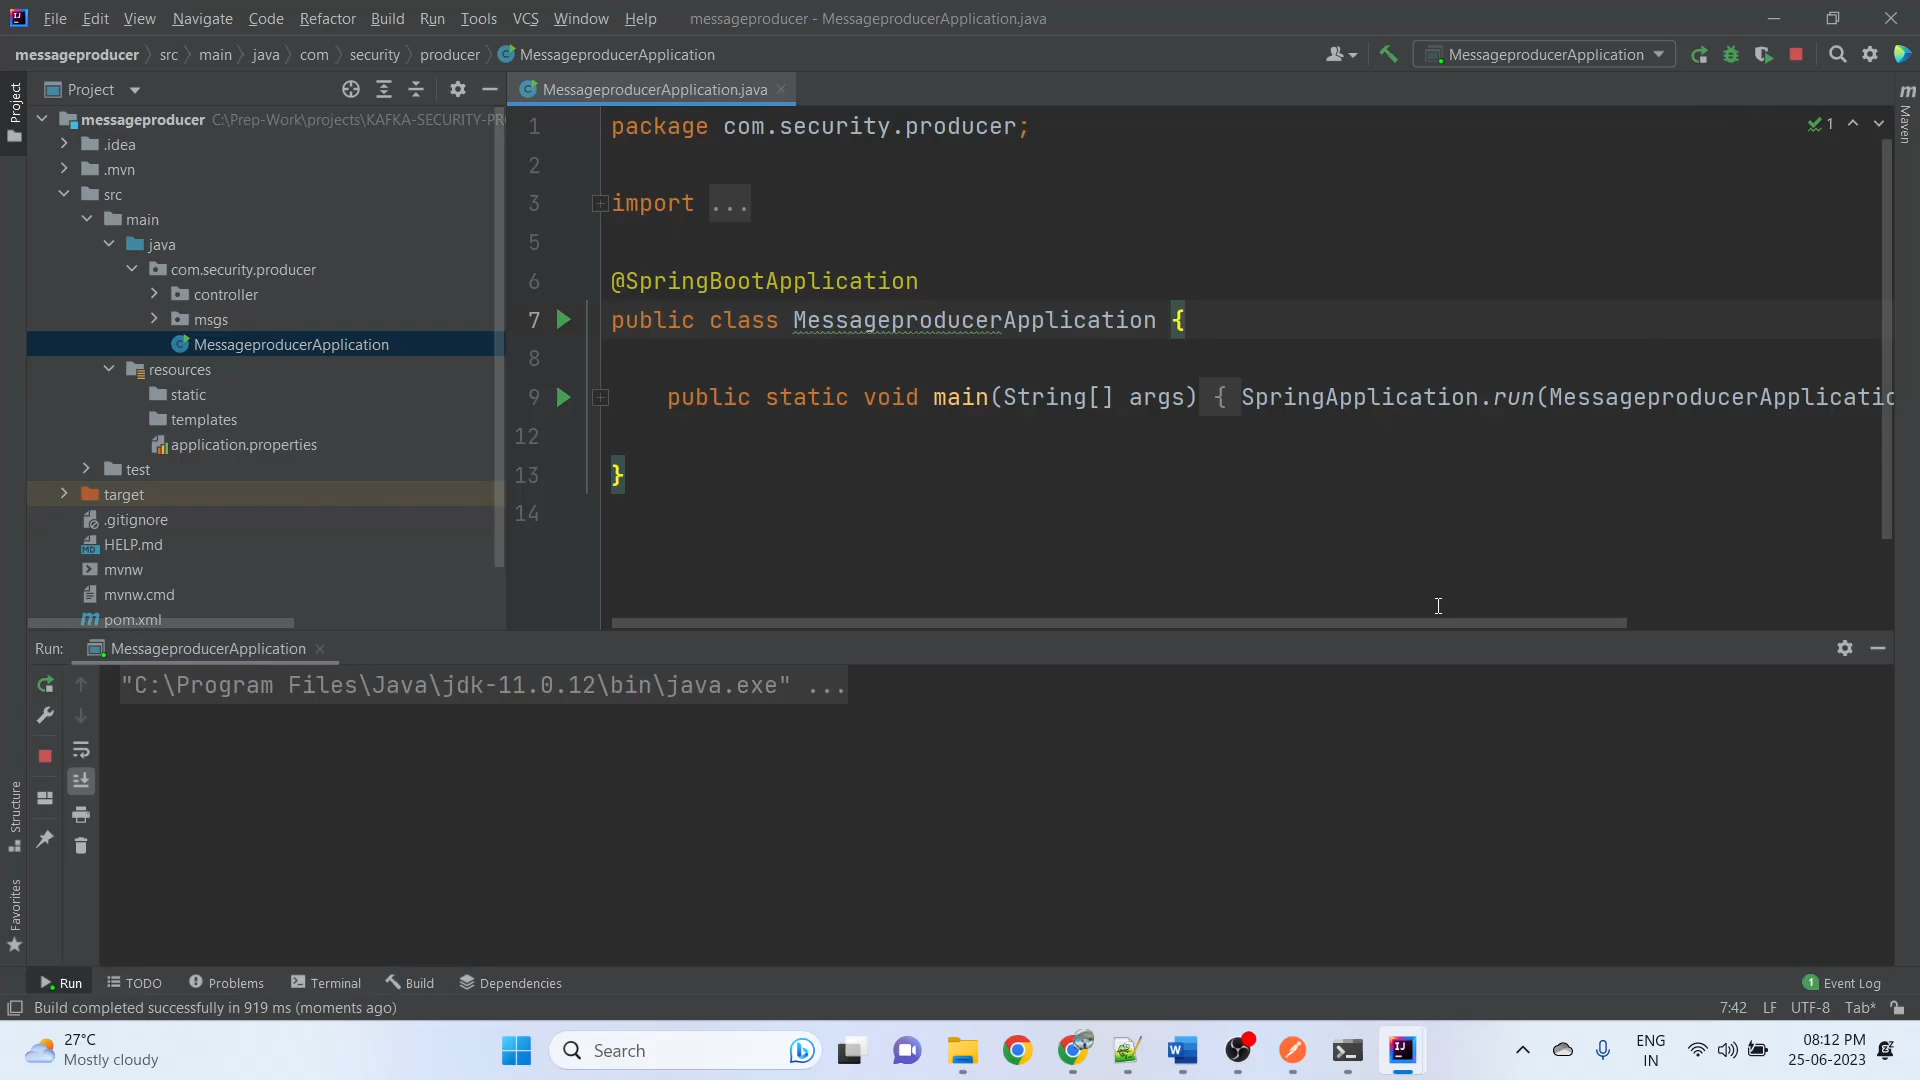 File Edit View Navigate Code Refactor Build Run Tools VCS Window Help messageproducer - MessageproducerApplication.java
messageproducer src main java com security producer MessageproducerApplication
MessageproducerApplication
Project
MessageproducerApplication.java
Project
Maven
messageproducer C:\Prep-Work\projects\KAFKA-SECURITY-PR
.idea
.mvn
src
main
java
com.security.producer
controller
msgs
MessageproducerApplication
resources
static
templates
application.properties
test
target
.gitignore
HELP.md
mvnw
mvnw.cmd
pom.xml
1 package com.security.producer;
2
3 import ...
5
6 @SpringBootApplication
7 public class MessageproducerApplication {
8
9 public static void main(String[] args) { SpringApplication.run(MessageproducerApplicatio
12
13 }
14
1
Run: MessageproducerApplication
"C:\Program Files\Java\jdk-11.0.12\bin\java.exe" ...
Structure
Favorites
Run TODO Problems Terminal Build Dependencies 1 Event Log
Build completed successfully in 919 ms (moments ago) 7:42 LF UTF-8 Tab*
27°C
Mostly cloudy
Search
ENG
IN
08:12 PM
25-06-2023